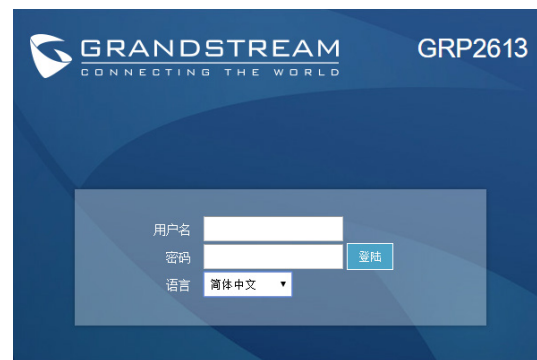 GRANDSTREAM
CONNECTING THE WORLD
GRP2613
用户名
密码
登陆
语言
简体中文